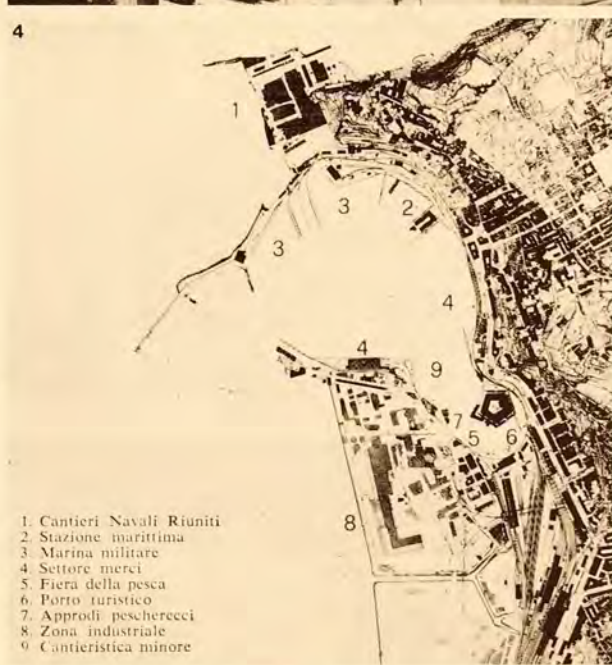 4
1
3
2
3
4
4
9
7
5
6
8
1. Cantieri Navali Riuniti
2. Stazione marittima
3. Marina militare
4. Settore merci
5. Fiera della pesca
6. Porto turistico
7. Approdi pescherecci
8. Zona industriale
9. Cantieristica minore